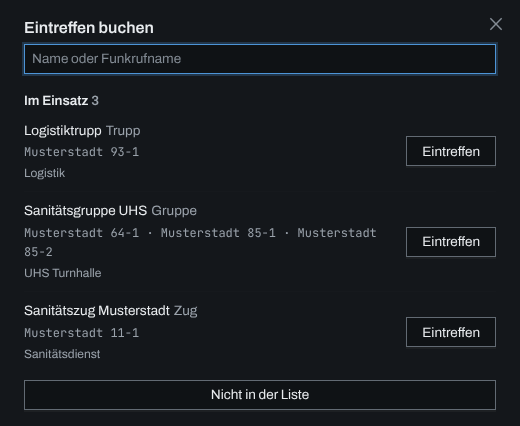 Eintreffen buchen
Name oder Funkrufname
Im Einsatz 3
Logistiktrupp Trupp
Musterstadt 93-1
Logistik
Eintreffen
Sanitätsgruppe UHS Gruppe
Musterstadt 64-1 · Musterstadt 85-1 · Musterstadt
85-2
UHS Turnhalle
Eintreffen
Sanitätszug Musterstadt Zug
Musterstadt 11-1
Sanitätsdienst
Eintreffen
Nicht in der Liste